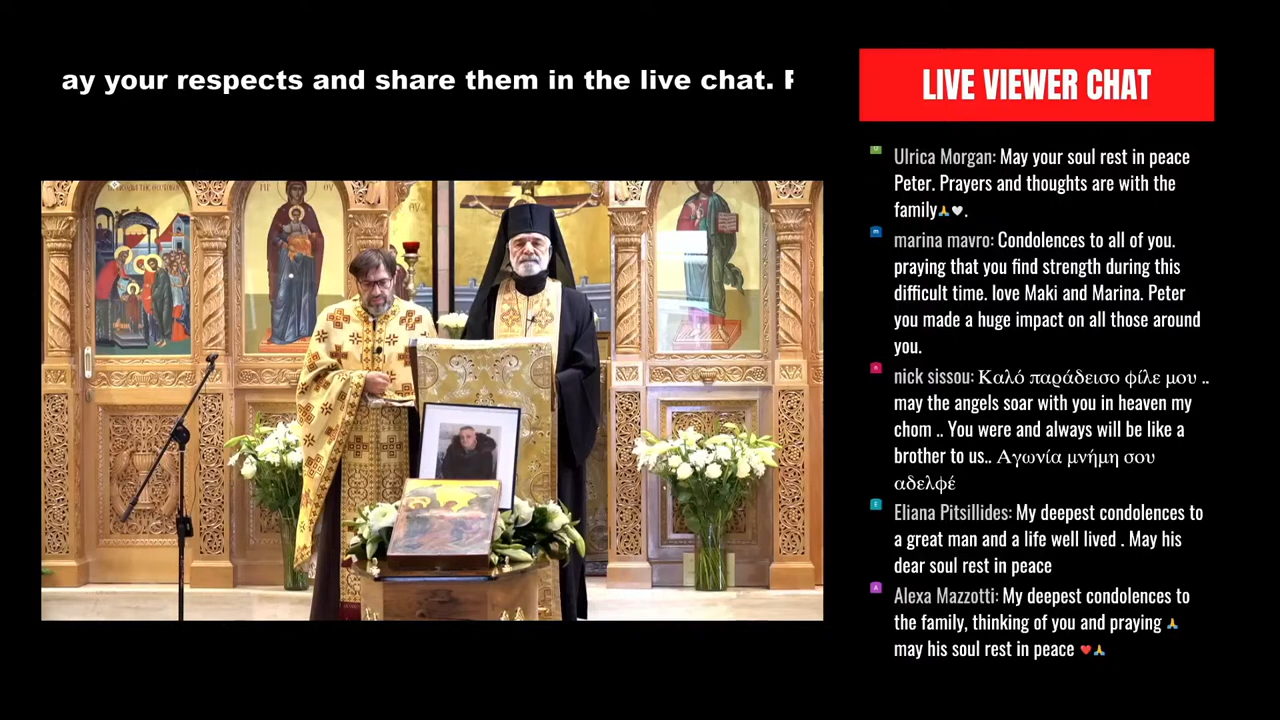 ay your respects and share them in the live chat.
LIVE VIEWER CHAT
Ulrica Morgan: May your soul rest in peace
Peter. Prayers and thoughts are with the
family🙏🤍.
marina mavro: Condolences to all of you.
praying that you find strength during this
difficult time. love Maki and Marina. Peter
you made a huge impact on all those around
you.
nick sissou: Καλό παράδεισο φίλε μου ..
may the angels soar with you in heaven my
chom .. You were and always will be like a
brother to us.. Αγωνία μνήμη σου
αδελφέ
Eliana Pitsillides: My deepest condolences to
a great man and a life well lived . May his
dear soul rest in peace
Alexa Mazzotti: My deepest condolences to
the family, thinking of you and praying 🙏
may his soul rest in peace ❤️🙏